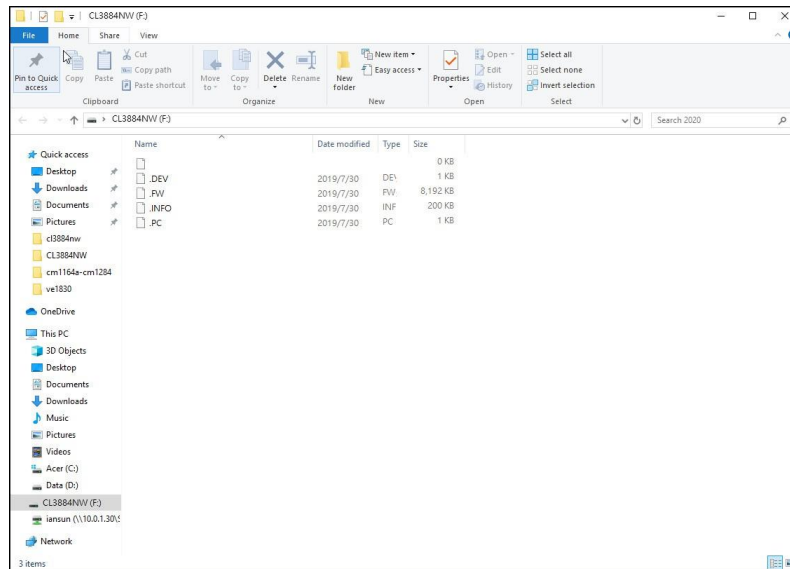 CL3884NW (F:)
File Home Share View
Pin to Quick access
Copy
Paste
Cut
Copy path
Paste shortcut
Move to
Copy to
Delete
Rename
New folder
New item
Easy access
Properties
Open
Edit
History
Select all
Select none
Invert selection
Clipboard Organize New Open Select
CL3884NW (F:) Search 2020
Name Date modified Type Size
0 KB
.DEV 2019/7/30 DEV 1 KB
.FW 2019/7/30 FW 8,192 KB
.INFO 2019/7/30 INF 200 KB
.PC 2019/7/30 PC 1 KB
Quick access
Desktop
Downloads
Documents
Pictures
cl3884nw
CL3884NW
cm1164a-cm1284
ve1830
OneDrive
This PC
3D Objects
Desktop
Documents
Downloads
Music
Pictures
Videos
Acer (C:)
Data (D:)
CL3884NW (F:)
iansun (\\10.0.1.30\S
Network
3 items